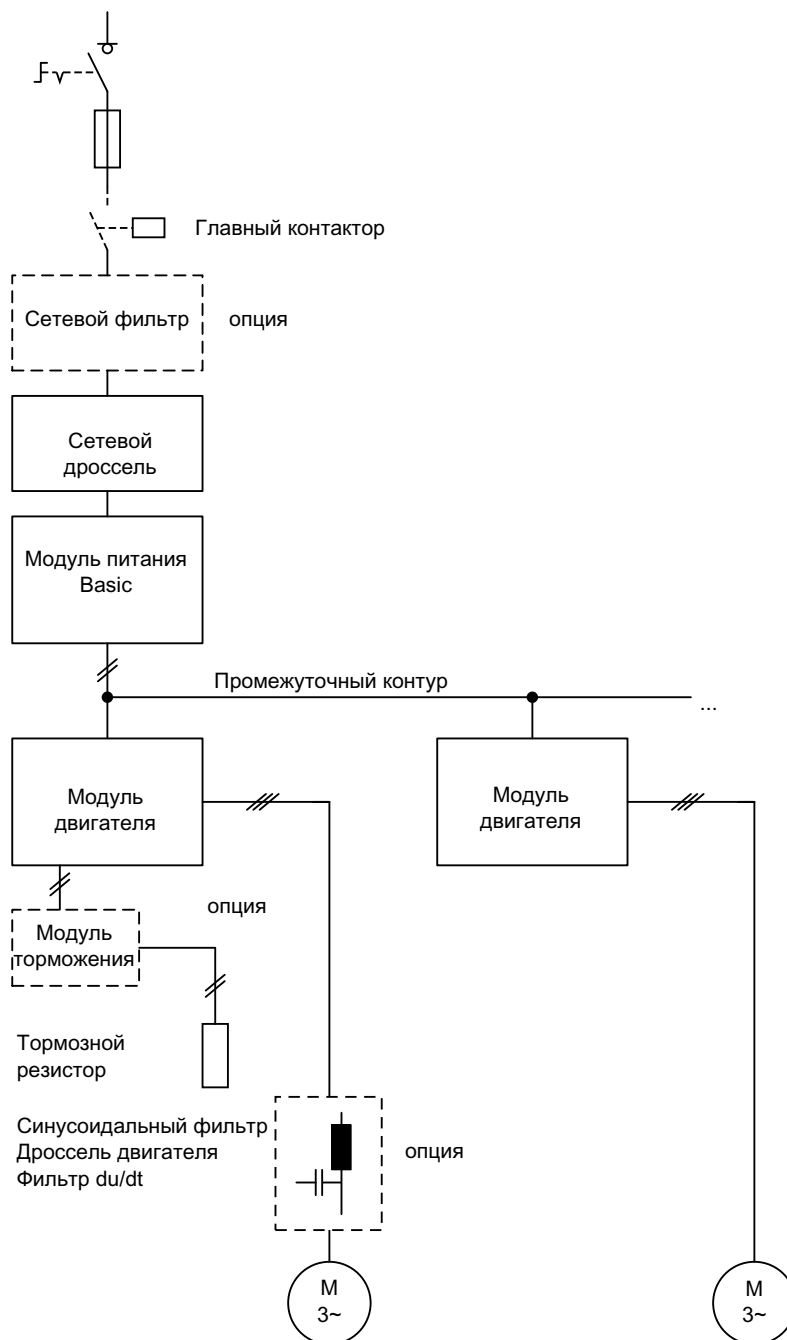 Главный контактор
Сетевой фильтр
опция
Сетевой
дроссель
Модуль питания
Basic
Промежуточный контур
...
Модуль
двигателя
Модуль
двигателя
опция
Модуль
торможения
Тормозной
резистор
Синусоидальный фильтр
Дроссель двигателя
Фильтр du/dt
опция
M
3~
M
3~